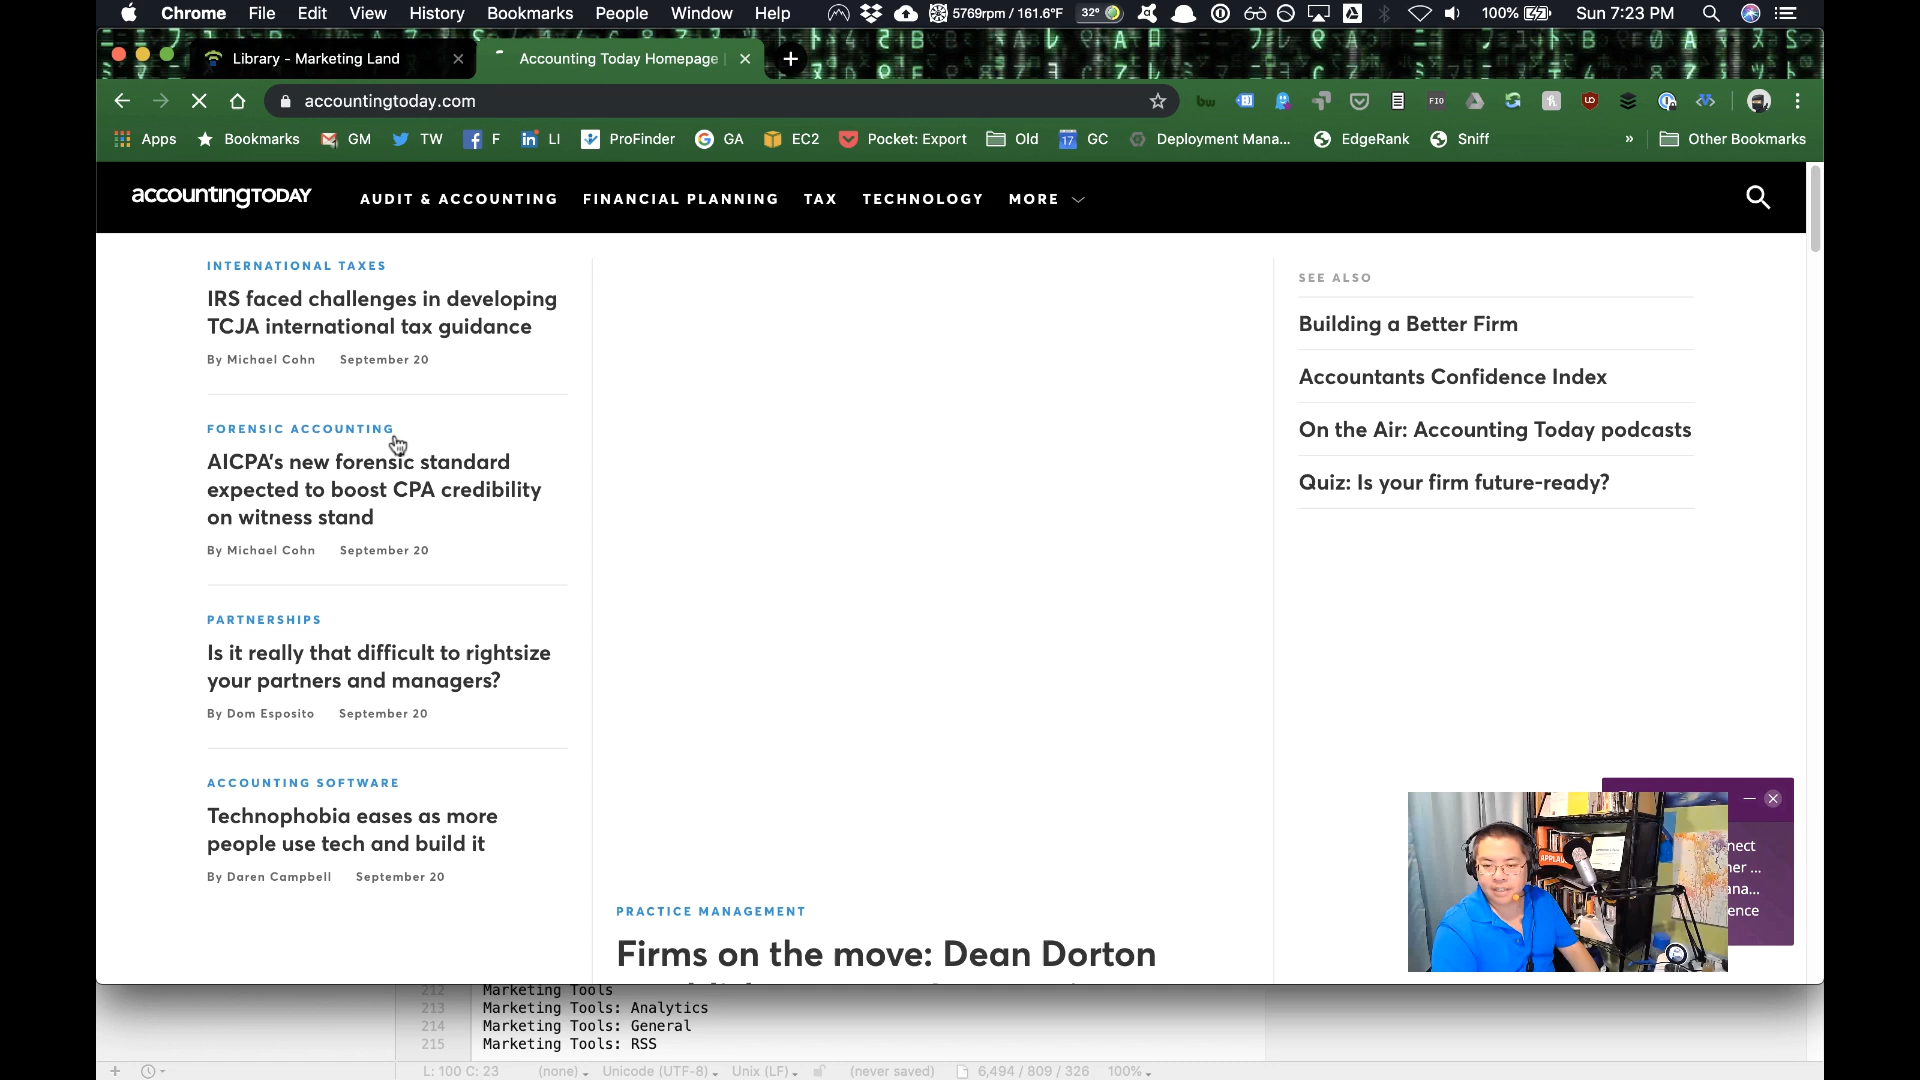 Chrome File Edit View History Bookmarks People Window Help 5769rpm / 161.6°F 32° 100% Sun 7:23 PM
Library - Marketing Land
Accounting Today Homepage
accountingtoday.com
Apps Bookmarks GM TW F LI ProFinder GA EC2 Pocket: Export Old GC Deployment Mana... EdgeRank Sniff » Other Bookmarks
accountingTODAY AUDIT & ACCOUNTING FINANCIAL PLANNING TAX TECHNOLOGY MORE
INTERNATIONAL TAXES
IRS faced challenges in developing
TCJA international tax guidance
By Michael Cohn September 20
FORENSIC ACCOUNTING
AICPA's new forensic standard
expected to boost CPA credibility
on witness stand
By Michael Cohn September 20
PARTNERSHIPS
Is it really that difficult to rightsize
your partners and managers?
By Dom Esposito September 20
ACCOUNTING SOFTWARE
Technophobia eases as more
people use tech and build it
By Daren Campbell September 20
PRACTICE MANAGEMENT
Firms on the move: Dean Dorton
SEE ALSO
Building a Better Firm
Accountants Confidence Index
On the Air: Accounting Today podcasts
Quiz: Is your firm future-ready?
212 Marketing Tools
213 Marketing Tools: Analytics
214 Marketing Tools: General
215 Marketing Tools: RSS
L: 100 C: 23 (none) Unicode (UTF-8) Unix (LF) (never saved) 6,494 / 809 / 326 100%